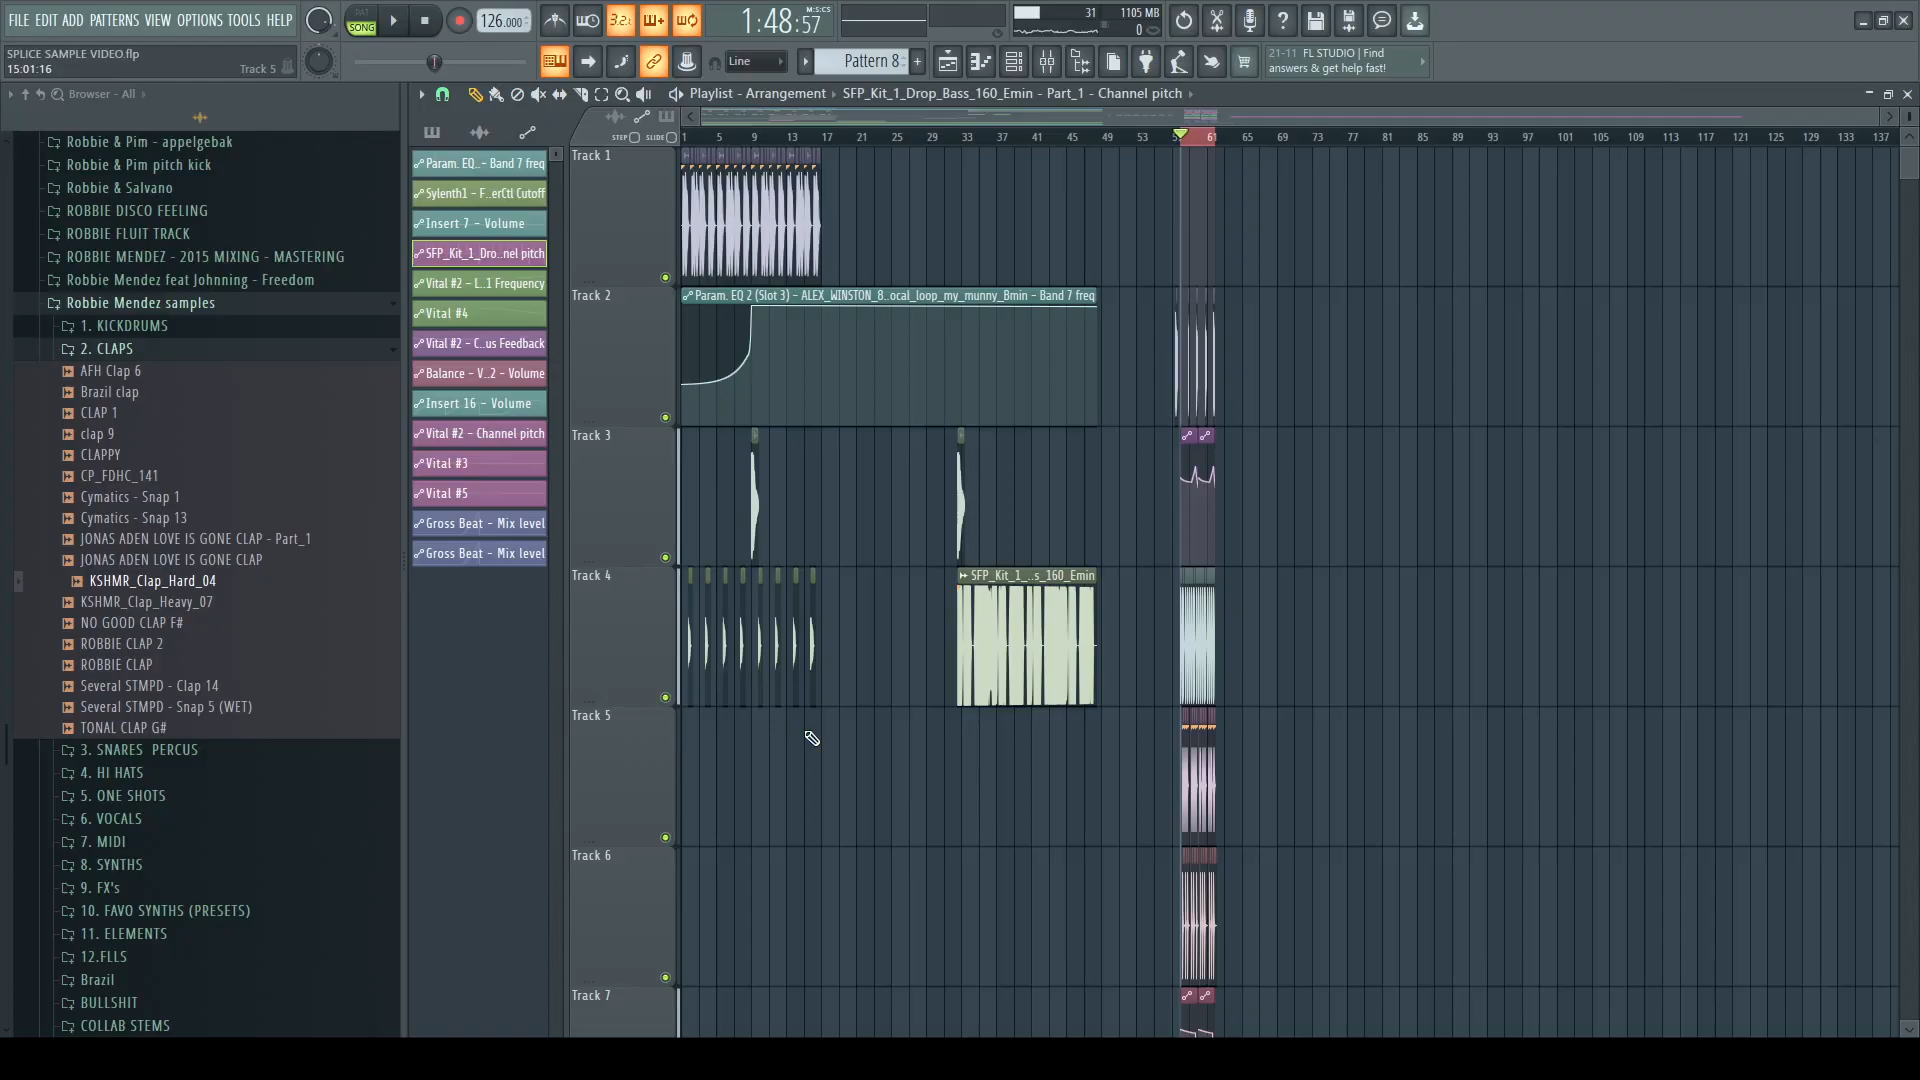 FILE EDIT ADD PATTERNS VIEW OPTIONS TOOLS HELP
PAT
SONG
126.000
3.2.
1:48:57
M:S:CS
31
1105 MB
0
SPLICE SAMPLE VIDEO.flp
15:01:16
Track 5
Line
Pattern 8
+
21-11 FL STUDIO | Find
answers & get help fast!
Browser - All
Playlist - Arrangement
SFP_Kit_1_Drop_Bass_160_Emin - Part_1 - Channel pitch
STEP
SLIDE
1 5 9 13 17 21 25 29 33 37 41 45 49 53 61 65 69 73 77 81 85 89 93 97 101 105 109 113 117 121 125 129 133 137
Robbie & Pim - appelgebak
Robbie & Pim pitch kick
Robbie & Salvano
ROBBIE DISCO FEELING
ROBBIE FLUIT TRACK
ROBBIE MENDEZ - 2015 MIXING - MASTERING
Robbie Mendez feat Johnning - Freedom
Robbie Mendez samples
1. KICKDRUMS
2. CLAPS
AFH Clap 6
Brazil clap
CLAP 1
clap 9
CLAPPY
CP_FDHC_141
Cymatics - Snap 1
Cymatics - Snap 13
JONAS ADEN LOVE IS GONE CLAP - Part_1
JONAS ADEN LOVE IS GONE CLAP
KSHMR_Clap_Hard_04
KSHMR_Clap_Heavy_07
NO GOOD CLAP F#
ROBBIE CLAP 2
ROBBIE CLAP
Several STMPD - Clap 14
Several STMPD - Snap 5 (WET)
TONAL CLAP G#
3. SNARES PERCUS
4. HI HATS
5. ONE SHOTS
6. VOCALS
7. MIDI
8. SYNTHS
9. FX's
10. FAVO SYNTHS (PRESETS)
11. ELEMENTS
12.FLLS
Brazil
BULLSHIT
COLLAB STEMS
Param. EQ..- Band 7 freq
Sylenth1 - F..erCtl Cutoff
Insert 7 - Volume
SFP_Kit_1_Dro..nel pitch
Vital #2 - L..1 Frequency
Vital #4
Vital #2 - C..us Feedback
Balance - V..2 - Volume
Insert 16 - Volume
Vital #2 - Channel pitch
Vital #3
Vital #5
Gross Beat - Mix level
Gross Beat - Mix level
Track 1
Track 2
Param. EQ 2 (Slot 3) - ALEX_WINSTON_8..ocal_loop_my_munny_Bmin - Band 7 freq
Track 3
Track 4
SFP_Kit_1_..s_160_Emin
Track 5
Track 6
Track 7